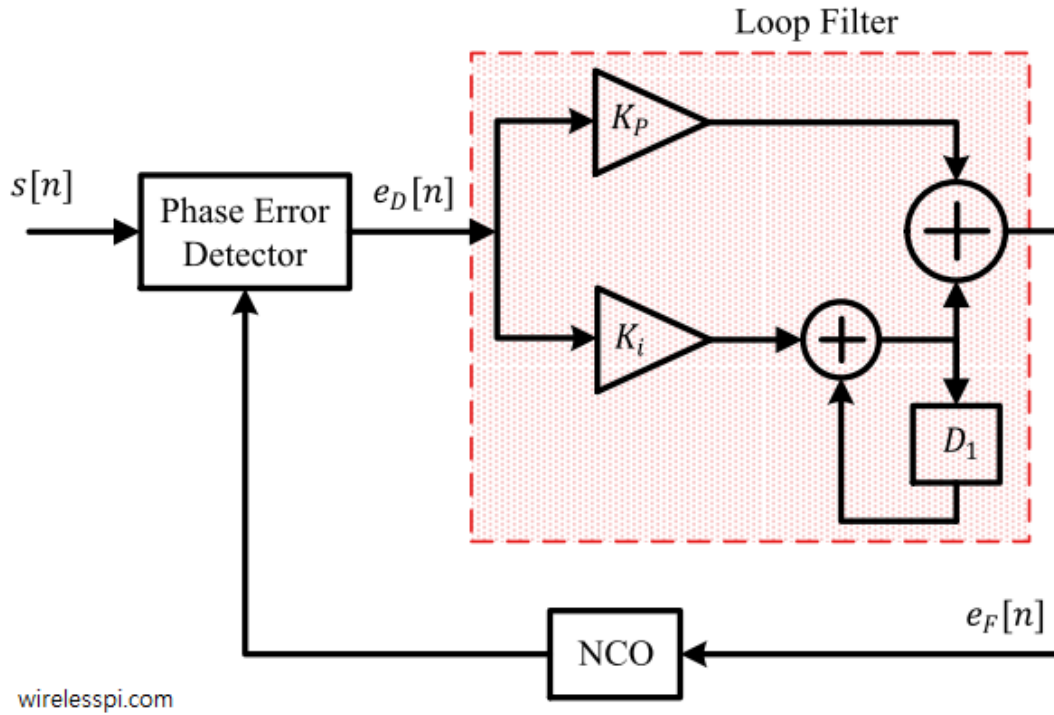 Loop Filter
K_P
s[n]
Phase Error
Detector
e_D[n]
K_i
D_1
e_F[n]
NCO
wirelesspi.com